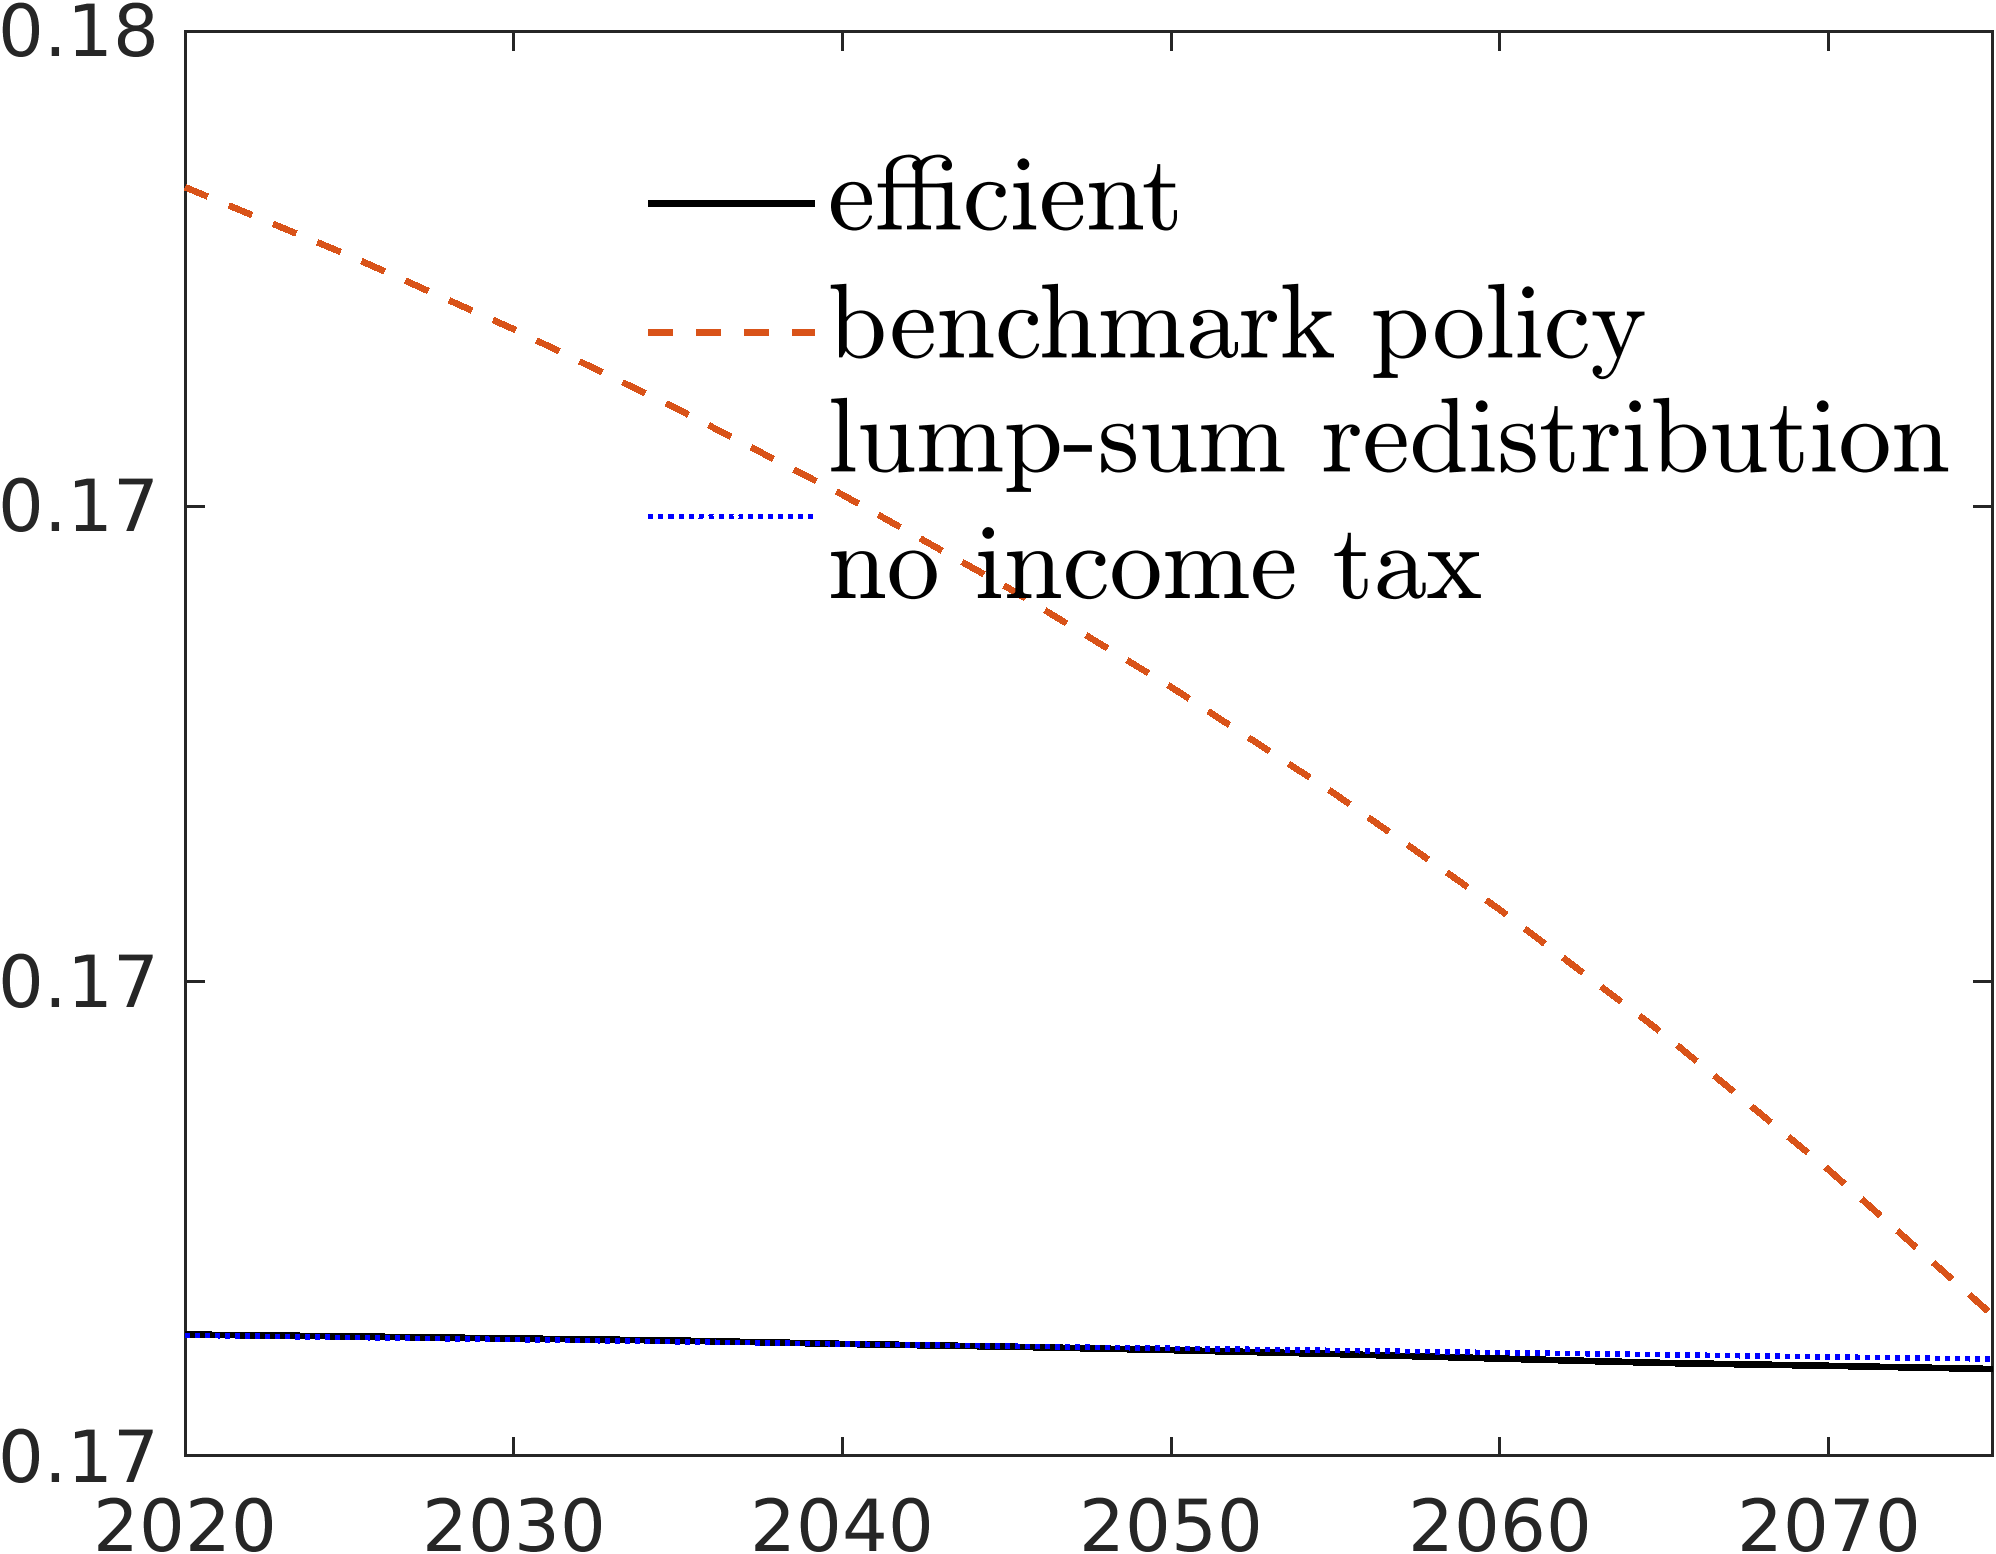 0.18
efficient
benchmark policy
lump-sum redistribution
0.17
no income tax
0.17
0.17
2020 2030 2040 2050 2060 2070